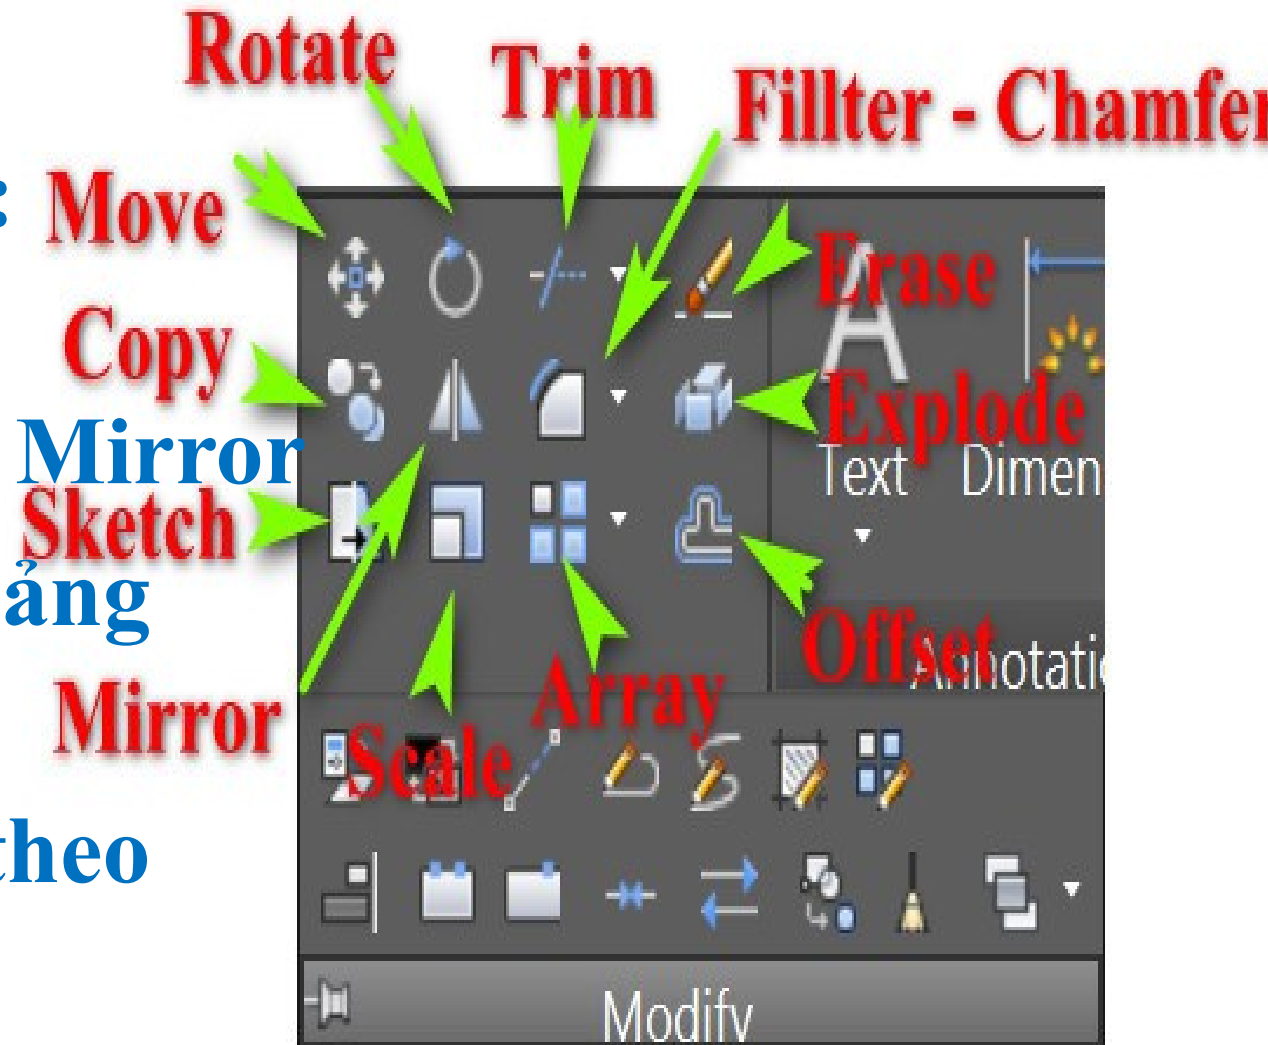 Rotate
Trim
Fillter - Chamfer
:
Move
Erase
Copy
A
Explode
Mirror
Text
Dimen
Sketch
ảng
Offset
Annotati
Array
Mirror
Scale
theo
Modify